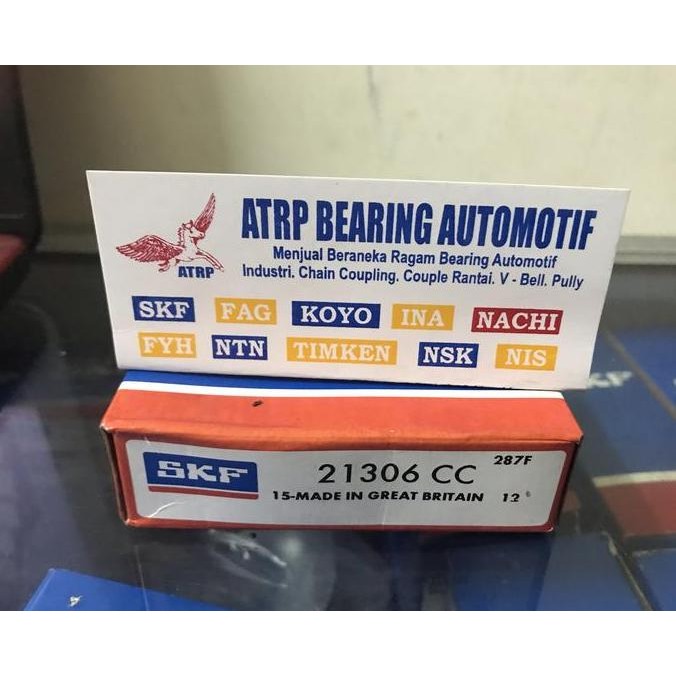 ATRP BEARING AUTOMOTIF
Menjual Beraneka Ragam Bearing Automotif
Industri. Chain Coupling. Couple Rantai. V - Bell. Pully
ATRP
SKF FAG KOYO INA NACHI
FYH NTN TIMKEN NSK NIS
SKF
21306 CC
287F
15-MADE IN GREAT BRITAIN 12
SKF